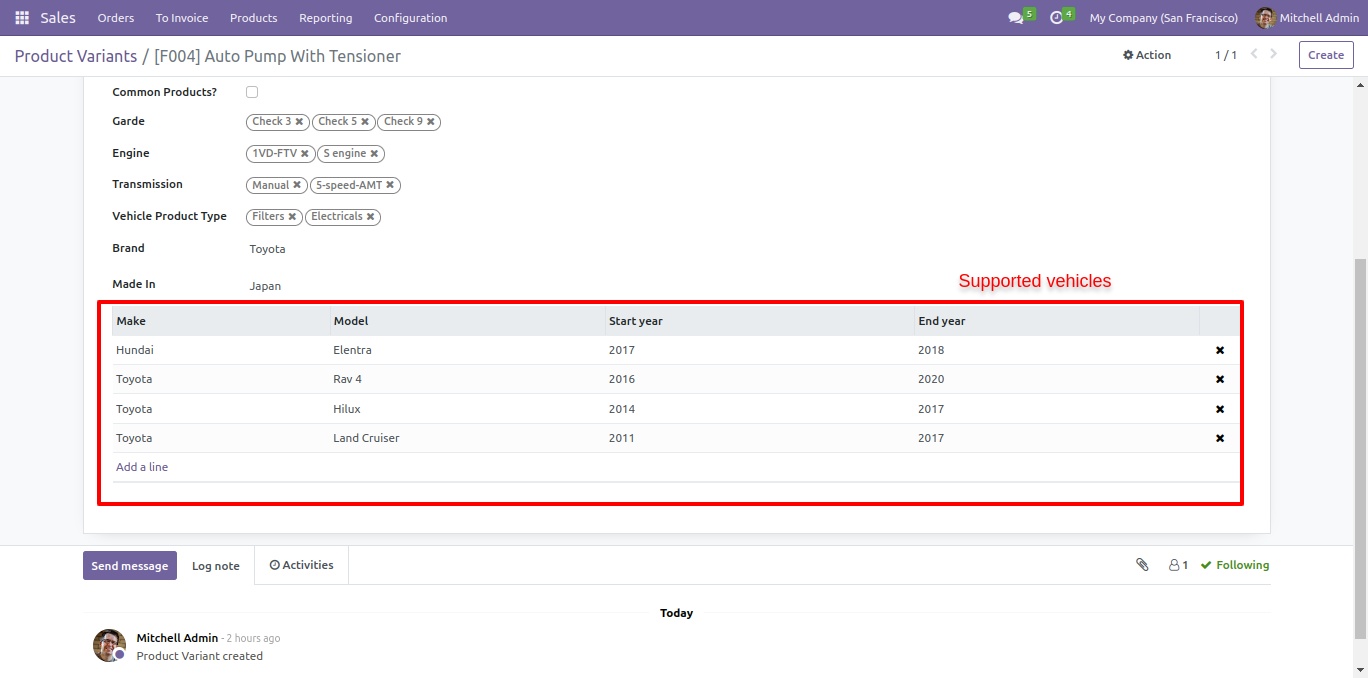 Sales Orders To Invoice Products Reporting Configuration 5 4 My Company (San Francisco) Mitchell Admin
Product Variants / [F004] Auto Pump With Tensioner Action 1 / 1 Create
Common Products?
Garde Check 3 Check 5 Check 9
Engine 1VD-FTV S engine
Transmission Manual 5-speed-AMT
Vehicle Product Type Filters Electricals
Brand Toyota
Made In Japan
Supported vehicles
Make Model Start year End year
Hundai Elentra 2017 2018
Toyota Rav 4 2016 2020
Toyota Hilux 2014 2017
Toyota Land Cruiser 2011 2017
Add a line
Send message Log note Activities 1 Following
Today
Mitchell Admin - 2 hours ago
Product Variant created